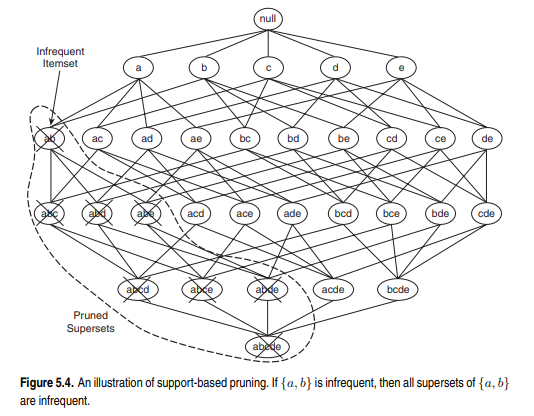 null
Infrequent
Itemset
a b c d e
ab ac ad ae bc bd be cd ce de
abc abd abe acd ace ade bcd bce bde cde
abcd abce abde acde bcde
Pruned
Supersets
abcde
Figure 5.4. An illustration of support-based pruning. If {a, b} is infrequent, then all supersets of {a, b}
are infrequent.